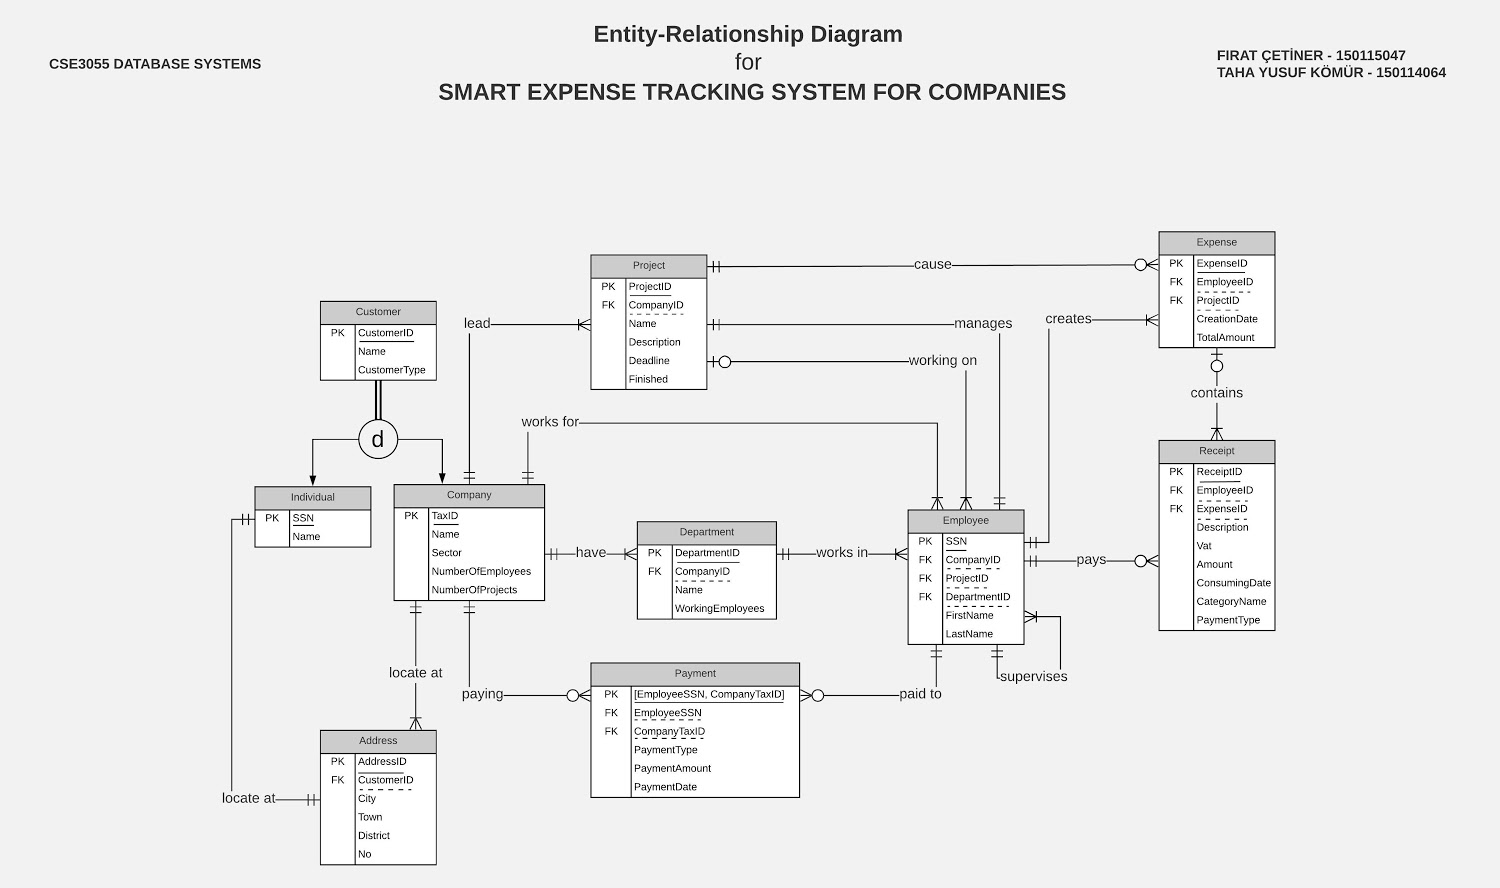 Entity-Relationship Diagram
for
SMART EXPENSE TRACKING SYSTEM FOR COMPANIES
CSE3055 DATABASE SYSTEMS
FIRAT ÇETİNER - 150115047
TAHA YUSUF KÖMÜR - 150114064
Customer
PK CustomerID
Name
CustomerType
d
Individual
PK SSN
Name
Company
PK TaxID
Name
Sector
NumberOfEmployees
NumberOfProjects
Project
PK ProjectID
FK CompanyID
Name
Description
Deadline
Finished
Expense
PK ExpenseID
FK EmployeeID
FK ProjectID
CreationDate
TotalAmount
Department
PK DepartmentID
FK CompanyID
Name
WorkingEmployees
Employee
PK SSN
FK CompanyID
FK ProjectID
FK DepartmentID
FirstName
LastName
Receipt
PK ReceiptID
FK EmployeeID
FK ExpenseID
Description
Vat
Amount
ConsumingDate
CategoryName
PaymentType
Payment
PK [EmployeeSSN, CompanyTaxID]
FK EmployeeSSN
FK CompanyTaxID
PaymentType
PaymentAmount
PaymentDate
Address
PK AddressID
FK CustomerID
City
Town
District
No
cause
lead
manages
creates
working on
contains
works for
have
works in
pays
locate at
supervises
paying
paid to
locate at